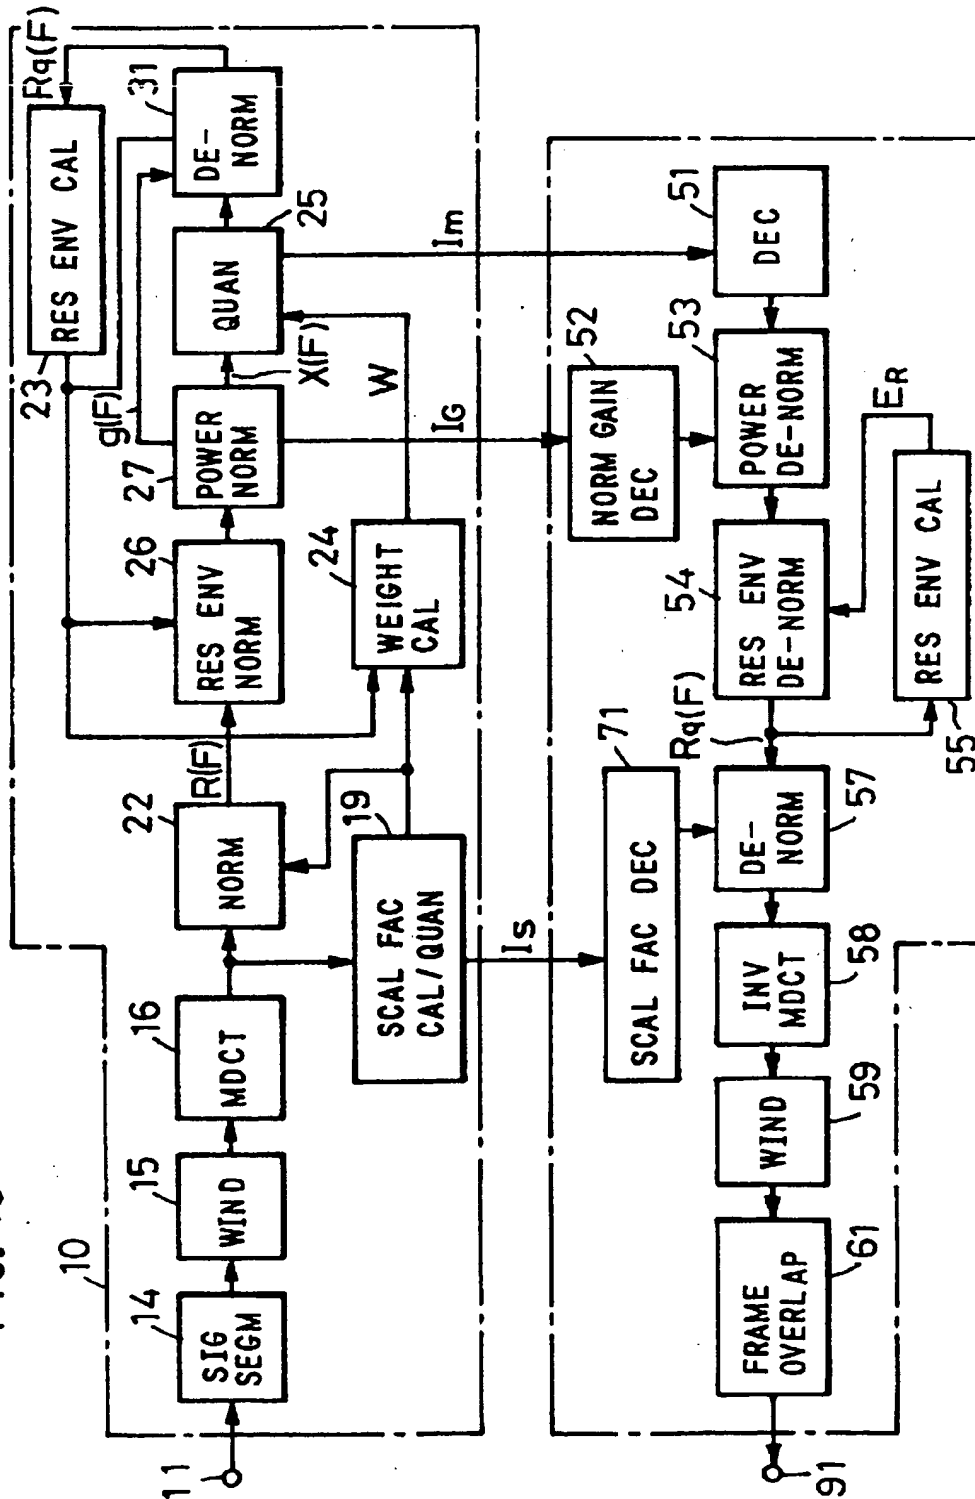 10
11
14
SIG
SEGM
15
WIND
16
MDCT
22
NORM
R(F)
26
RES ENV
NORM
27
POWER
NORM
g(F)
X(F)
QUAN
25
DE-
NORM
31
Rq(F)
23
RES ENV CAL
19
SCAL FAC
CAL/QUAN
24
WEIGHT
CAL
W
IS
IG
Im
71
SCAL FAC DEC
52
NORM GAIN
DEC
51
DEC
53
POWER
DE-NORM
54
RES ENV
DE-NORM
ER
RES ENV CAL
55
Rq(F)
DE-
NORM
57
INV
MDCT
58
WIND
59
FRAME
OVERLAP
61
91